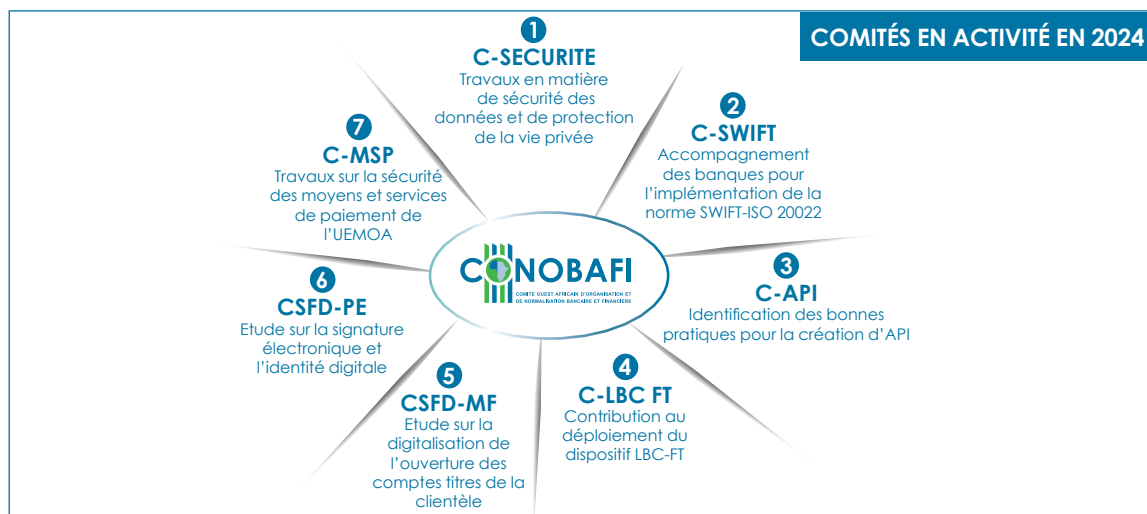 COMITÉS EN ACTIVITÉ EN 2024
1
C-SECURITE
Travaux en matière
de sécurité des
données et de protection
de la vie privée
2
C-SWIFT
Accompagnement
des banques pour
l'implémentation de la
norme SWIFT-ISO 20022
3
C-API
Identification des bonnes
pratiques pour la création d'API
4
C-LBC FT
Contribution au
déploiement du
dispositif LBC-FT
5
CSFD-MF
Etude sur la
digitalisation de
l'ouverture des
comptes titres de la
clientèle
6
CSFD-PE
Etude sur la signature
électronique et
l'identité digitale
7
C-MSP
Travaux sur la sécurité
des moyens et services
de paiement de
l'UEMOA
CONOBAFI
COMITE OUEST AFRICAIN D'ORGANISATION ET
DE NORMALISATION BANCAIRE ET FINANCIERE